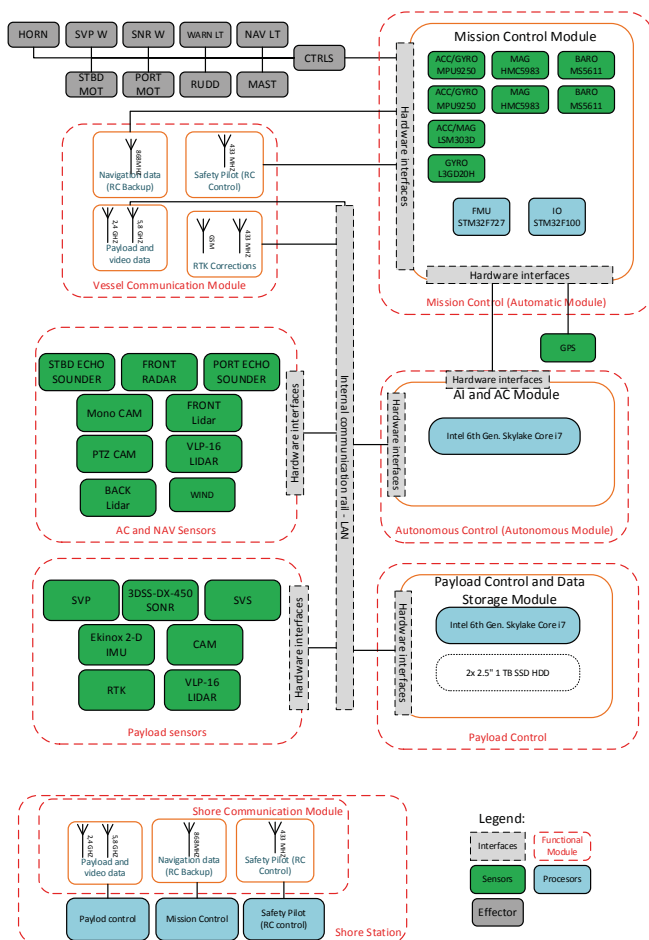 HORN
SVP W
SNR W
WARN LT
NAV LT
CTRLS
STBD
MOT
PORT
MOT
RUDD
MAST
Mission Control Module
ACC/GYRO
MPU9250
MAG
HMC5983
BARO
MS5611
ACC/GYRO
MPU9250
MAG
HMC5983
BARO
MS5611
ACC/MAG
LSM303D
GYRO
L3GD20H
FMU
STM32F727
IO
STM32F100
Hardware interfaces
Hardware interfaces
Mission Control (Automatic Module)
868MHZ
Navigation data
(RC Backup)
433 MHZ
Safety Pilot (RC
Control)
2,4 GHZ
5,8 GHZ
Payload and
video data
GSM
433 MHZ
RTK Corrections
Vessel Communication Module
GPS
STBD ECHO
SOUNDER
FRONT
RADAR
PORT ECHO
SOUNDER
Mono CAM
FRONT
Lidar
PTZ CAM
VLP-16
LIDAR
BACK
Lidar
WIND
Hardware interfaces
AC and NAV Sensors
Internal communication rail - LAN
Hardware interfaces
AI and AC Module
Hardware interfaces
Intel 6th Gen. Skylake Core i7
Autonomous Control (Autonomous Module)
SVP
3DSS-DX-450
SONR
SVS
Ekinox 2-D
IMU
CAM
RTK
VLP-16
LIDAR
Hardware interfaces
Payload sensors
Payload Control and Data
Storage Module
Hardware interfaces
Intel 6th Gen. Skylake Core i7
2x 2.5" 1 TB SSD HDD
Payload Control
Shore Communication Module
2,4 GHZ
5,8 GHZ
Payload and
video data
868MHZ
Navigation data
(RC Backup)
433 MHZ
Safety Pilot (RC
Control)
Paylod control
Mission Control
Safety Pilot
(RC control)
Shore Station
Legend:
Interfaces
Functional
Module
Sensors
Procesors
Effector